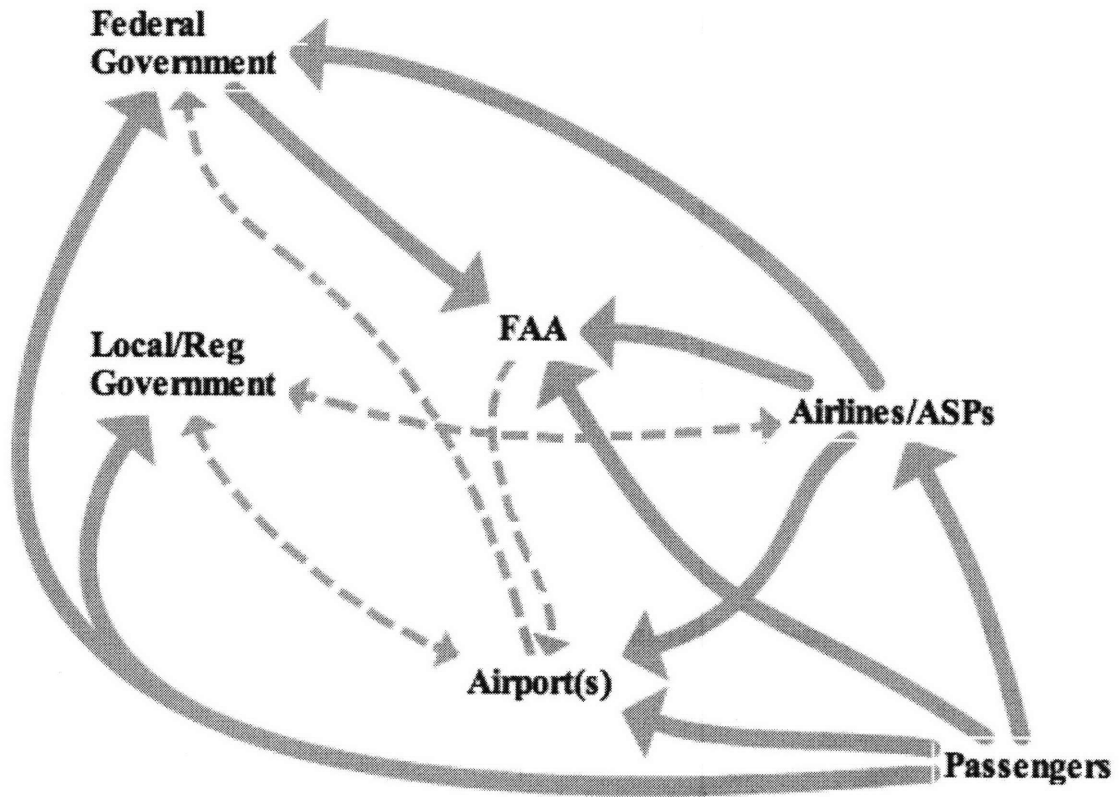 Federal
Government
FAA
Local/Reg
Government
Airlines/ASPs
Airport(s)
Passengers